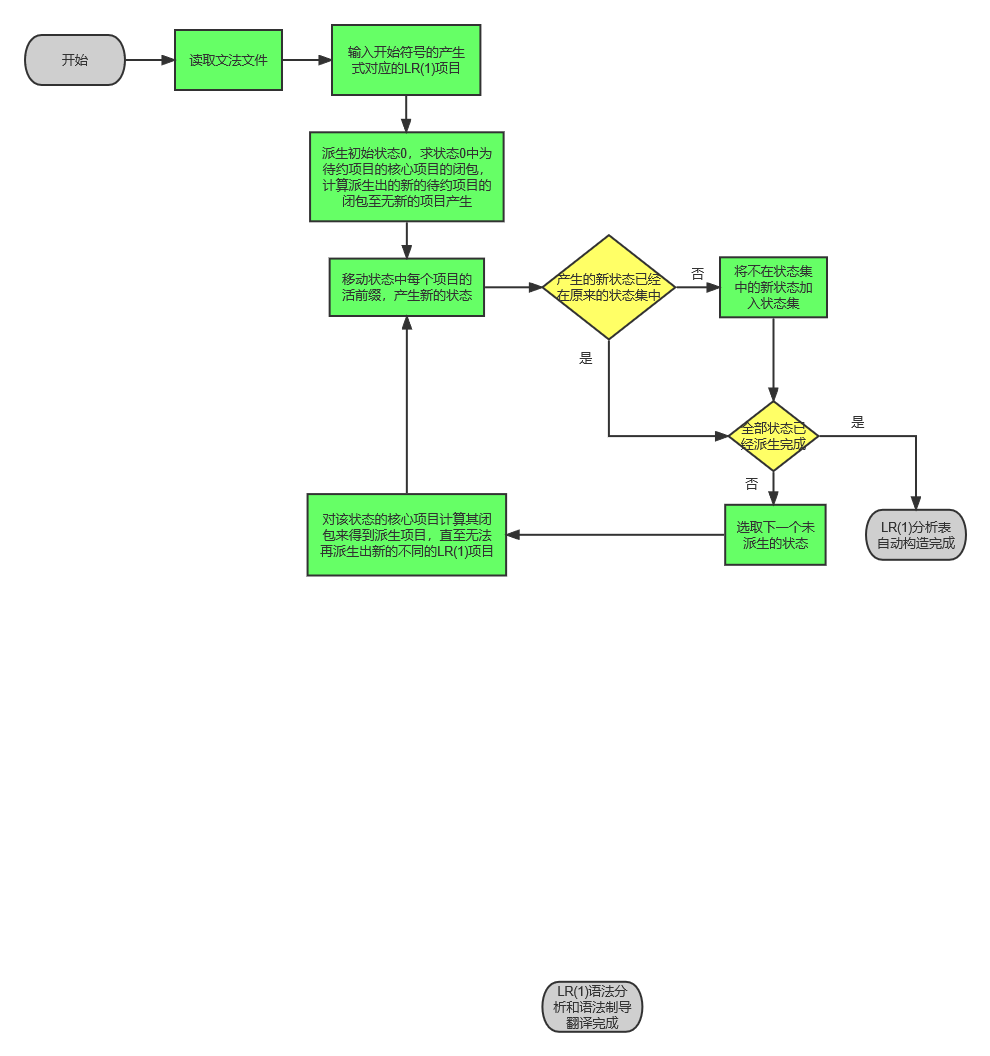 开始
读取文法文件
输入开始符号的产生
式对应的LR(1)项目
派生初始状态0，求状态0中为
待约项目的核心项目的闭包，
计算派生出的新的待约项目的
闭包至无新的项目产生
移动状态中每个项目的
活前缀，产生新的状态
产生的新状态已经
在原来的状态集中
否
将不在状态集
中的新状态加
入状态集
是
全部状态已
经派生完成
是
否
对该状态的核心项目计算其闭
包来得到派生项目，直至无法
再派生出新的不同的LR(1)项目
选取下一个未
派生的状态
LR(1)分析表
自动构造完成
LR(1)语法分
析和语法制导
翻译完成